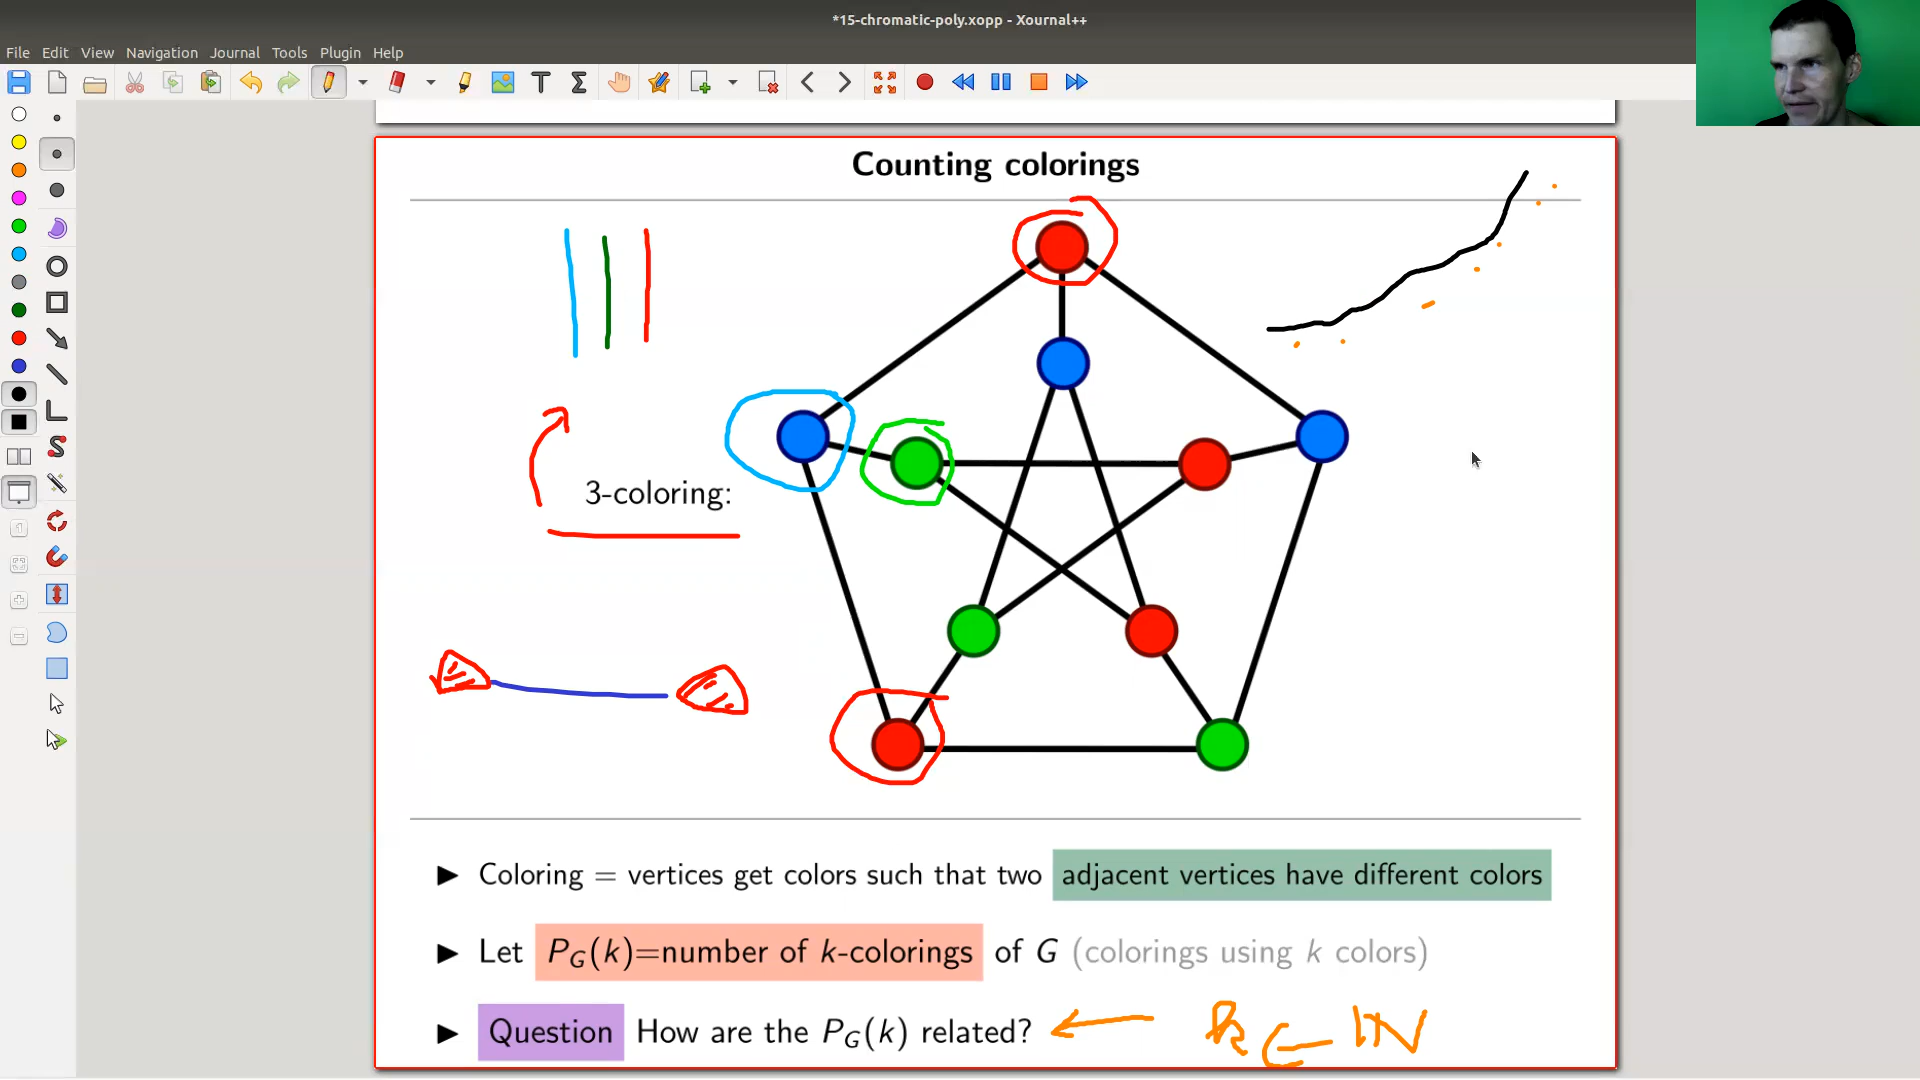 *15-chromatic-poly.xopp - Xournal++
File Edit View Navigation Journal Tools Plugin Help
Counting colorings
3-coloring:
▶ Coloring = vertices get colors such that two adjacent vertices have different colors
▶ Let P_G(k)=number of k-colorings of G (colorings using k colors)
▶ Question How are the P_G(k) related? ← k ∈ ℕ